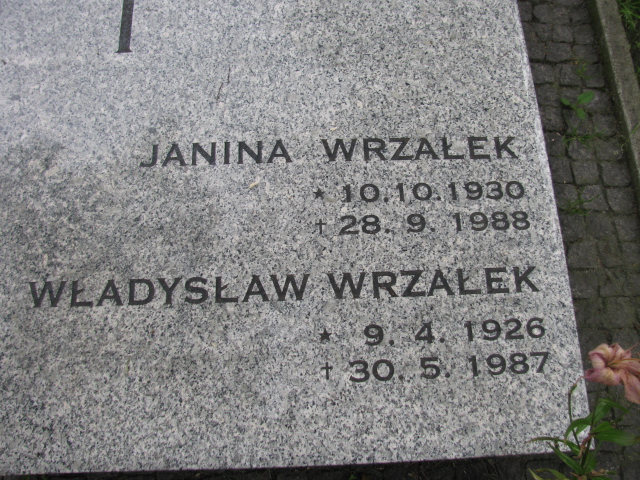 JANINA WRZAŁEK
* 10.10.1930
† 28. 9. 1988
WŁADYSŁAW WRZAŁEK
* 9. 4. 1926
† 30. 5. 1987